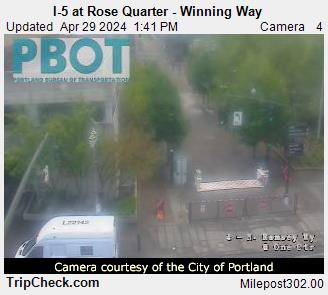 I-5 at Rose Quarter - Winning Way
Updated Apr 29 2024 1:41 PM Camera 4
PBOT
PORTLAND BUREAU OF TRANSPORTATION
Camera courtesy of the City of Portland
TripCheck.com Milepost302.00